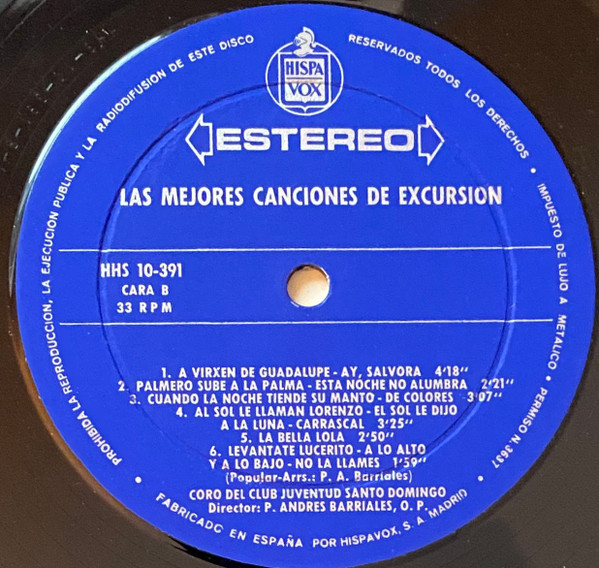 PROHIBIDA LA REPRODUCCION, LA EJECUCION PUBLICA Y LA RADIODIFUSION DE ESTE DISCO
RESERVADOS TODOS LOS DERECHOS • IMPUESTO DE LUJO A METALICO • PERMISO N. 3637
HISPA
VOX
ESTEREO
LAS MEJORES CANCIONES DE EXCURSION
HHS 10-391
CARA B
33 RPM
1. A VIRXEN DE GUADALUPE - AY, SALVORA 4'18"
2. PALMERO SUBE A LA PALMA - ESTA NOCHE NO ALUMBRA 2'21"
3. CUANDO LA NOCHE TIENDE SU MANTO - DE COLORES 3'07"
4. AL SOL LE LLAMAN LORENZO - EL SOL LE DIJO
A LA LUNA - CARRASCAL 3'25"
5. LA BELLA LOLA 2'50"
6. LEVANTATE LUCERITO - A LO ALTO
Y A LO BAJO - NO LA LLAMES 1'59"
(Popular-Arrs.: P. A. Barriales)
CORO DEL CLUB JUVENTUD SANTO DOMINGO
Director: P. ANDRES BARRIALES, O. P.
• FABRICADO EN ESPAÑA POR HISPAVOX, S. A. MADRID •